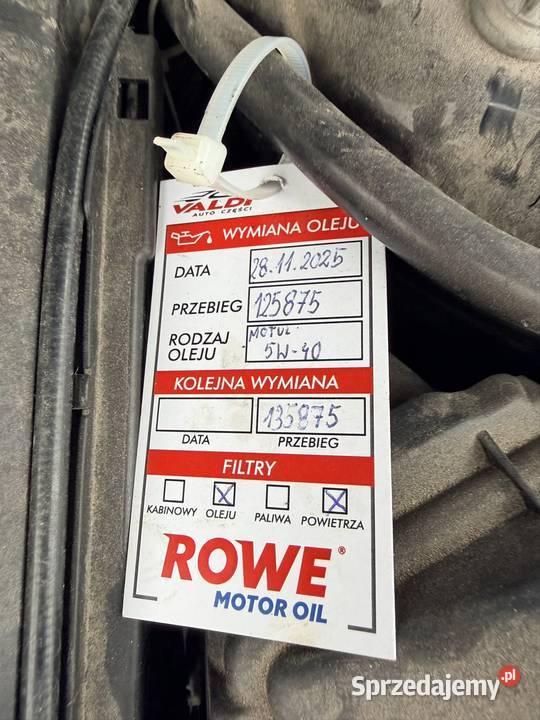 VALDI
AUTO CZĘŚCI
WYMIANA OLEJU
DATA 28.11.2025
PRZEBIEG 125875
RODZAJ OLEJU MOTUL 5W-40
KOLEJNA WYMIANA
135875
DATA PRZEBIEG
FILTRY
KABINOWY OLEJU PALIWA POWIETRZA
ROWE®
MOTOR OIL
Sprzedajemy.pl